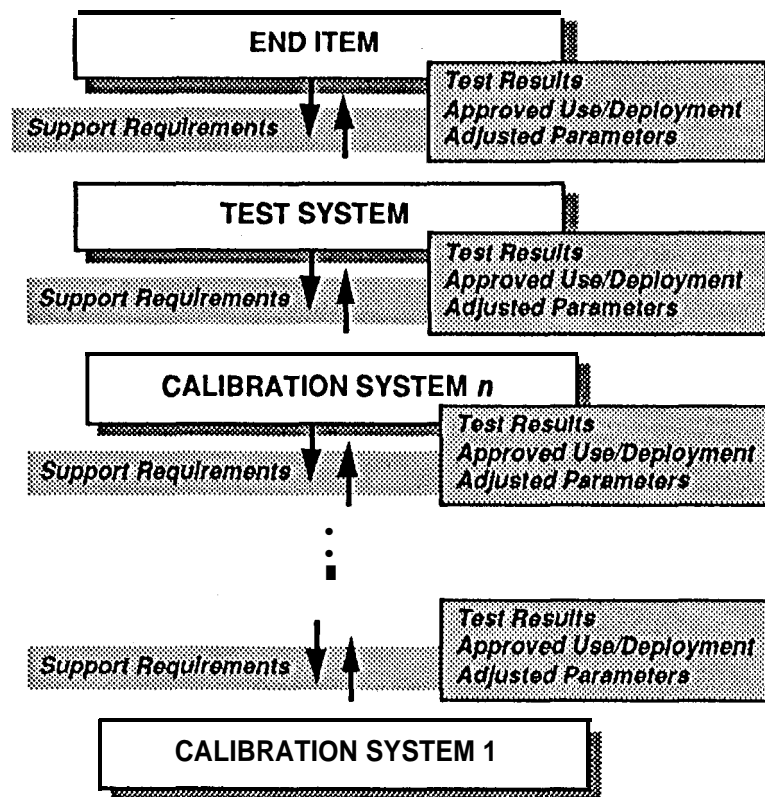 END ITEM
Test Results
Approved Use/Deployment
Adjusted Parameters
Support Requirements
TEST SYSTEM
Test Results
Approved Use/Deployment
Adjusted Parameters
Support Requirements
CALIBRATION SYSTEM n
Test Results
Approved Use/Deployment
Adjusted Parameters
Support Requirements
Test Results
Approved Use/Deployment
Adjusted Parameters
Support Requirements
CALIBRATION SYSTEM 1